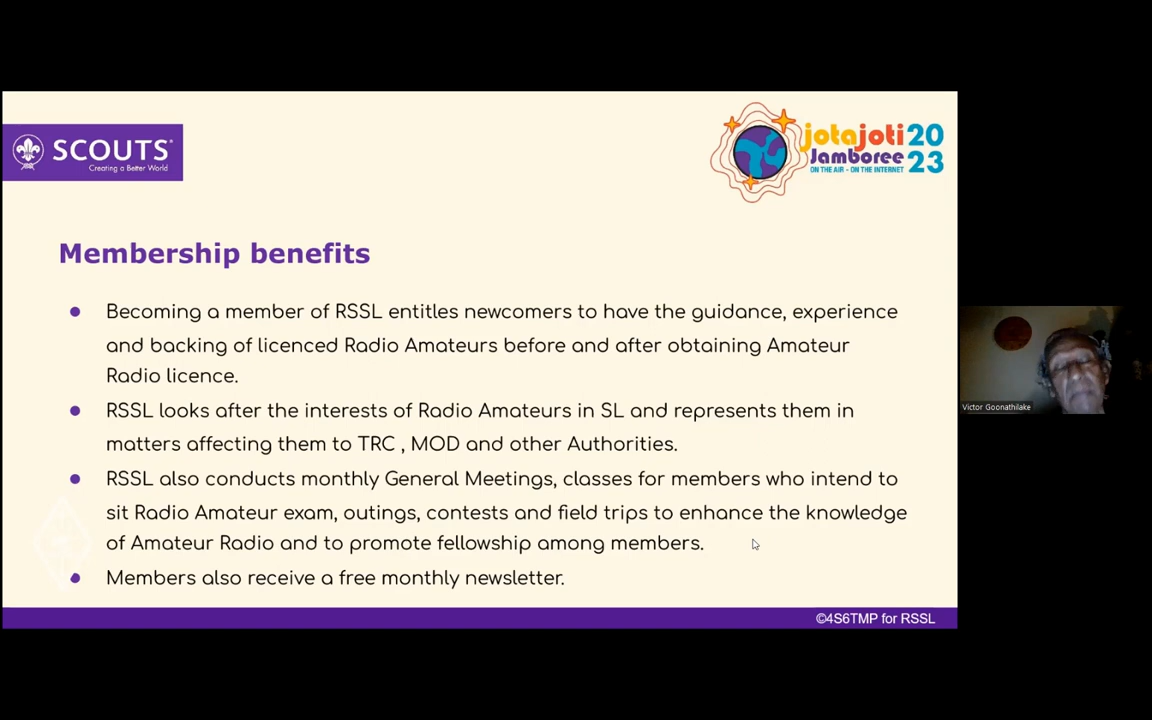 SCOUTS®
Creating a Better World
jotajoti 20
Jamboree 23
ON THE AIR - ON THE INTERNET
Membership benefits
● Becoming a member of RSSL entitles newcomers to have the guidance, experience
and backing of licenced Radio Amateurs before and after obtaining Amateur
Radio licence.
● RSSL looks after the interests of Radio Amateurs in SL and represents them in
matters affecting them to TRC , MOD and other Authorities.
● RSSL also conducts monthly General Meetings, classes for members who intend to
sit Radio Amateur exam, outings, contests and field trips to enhance the knowledge
of Amateur Radio and to promote fellowship among members.
● Members also receive a free monthly newsletter.
©4S6TMP for RSSL
Victor Goonathilake